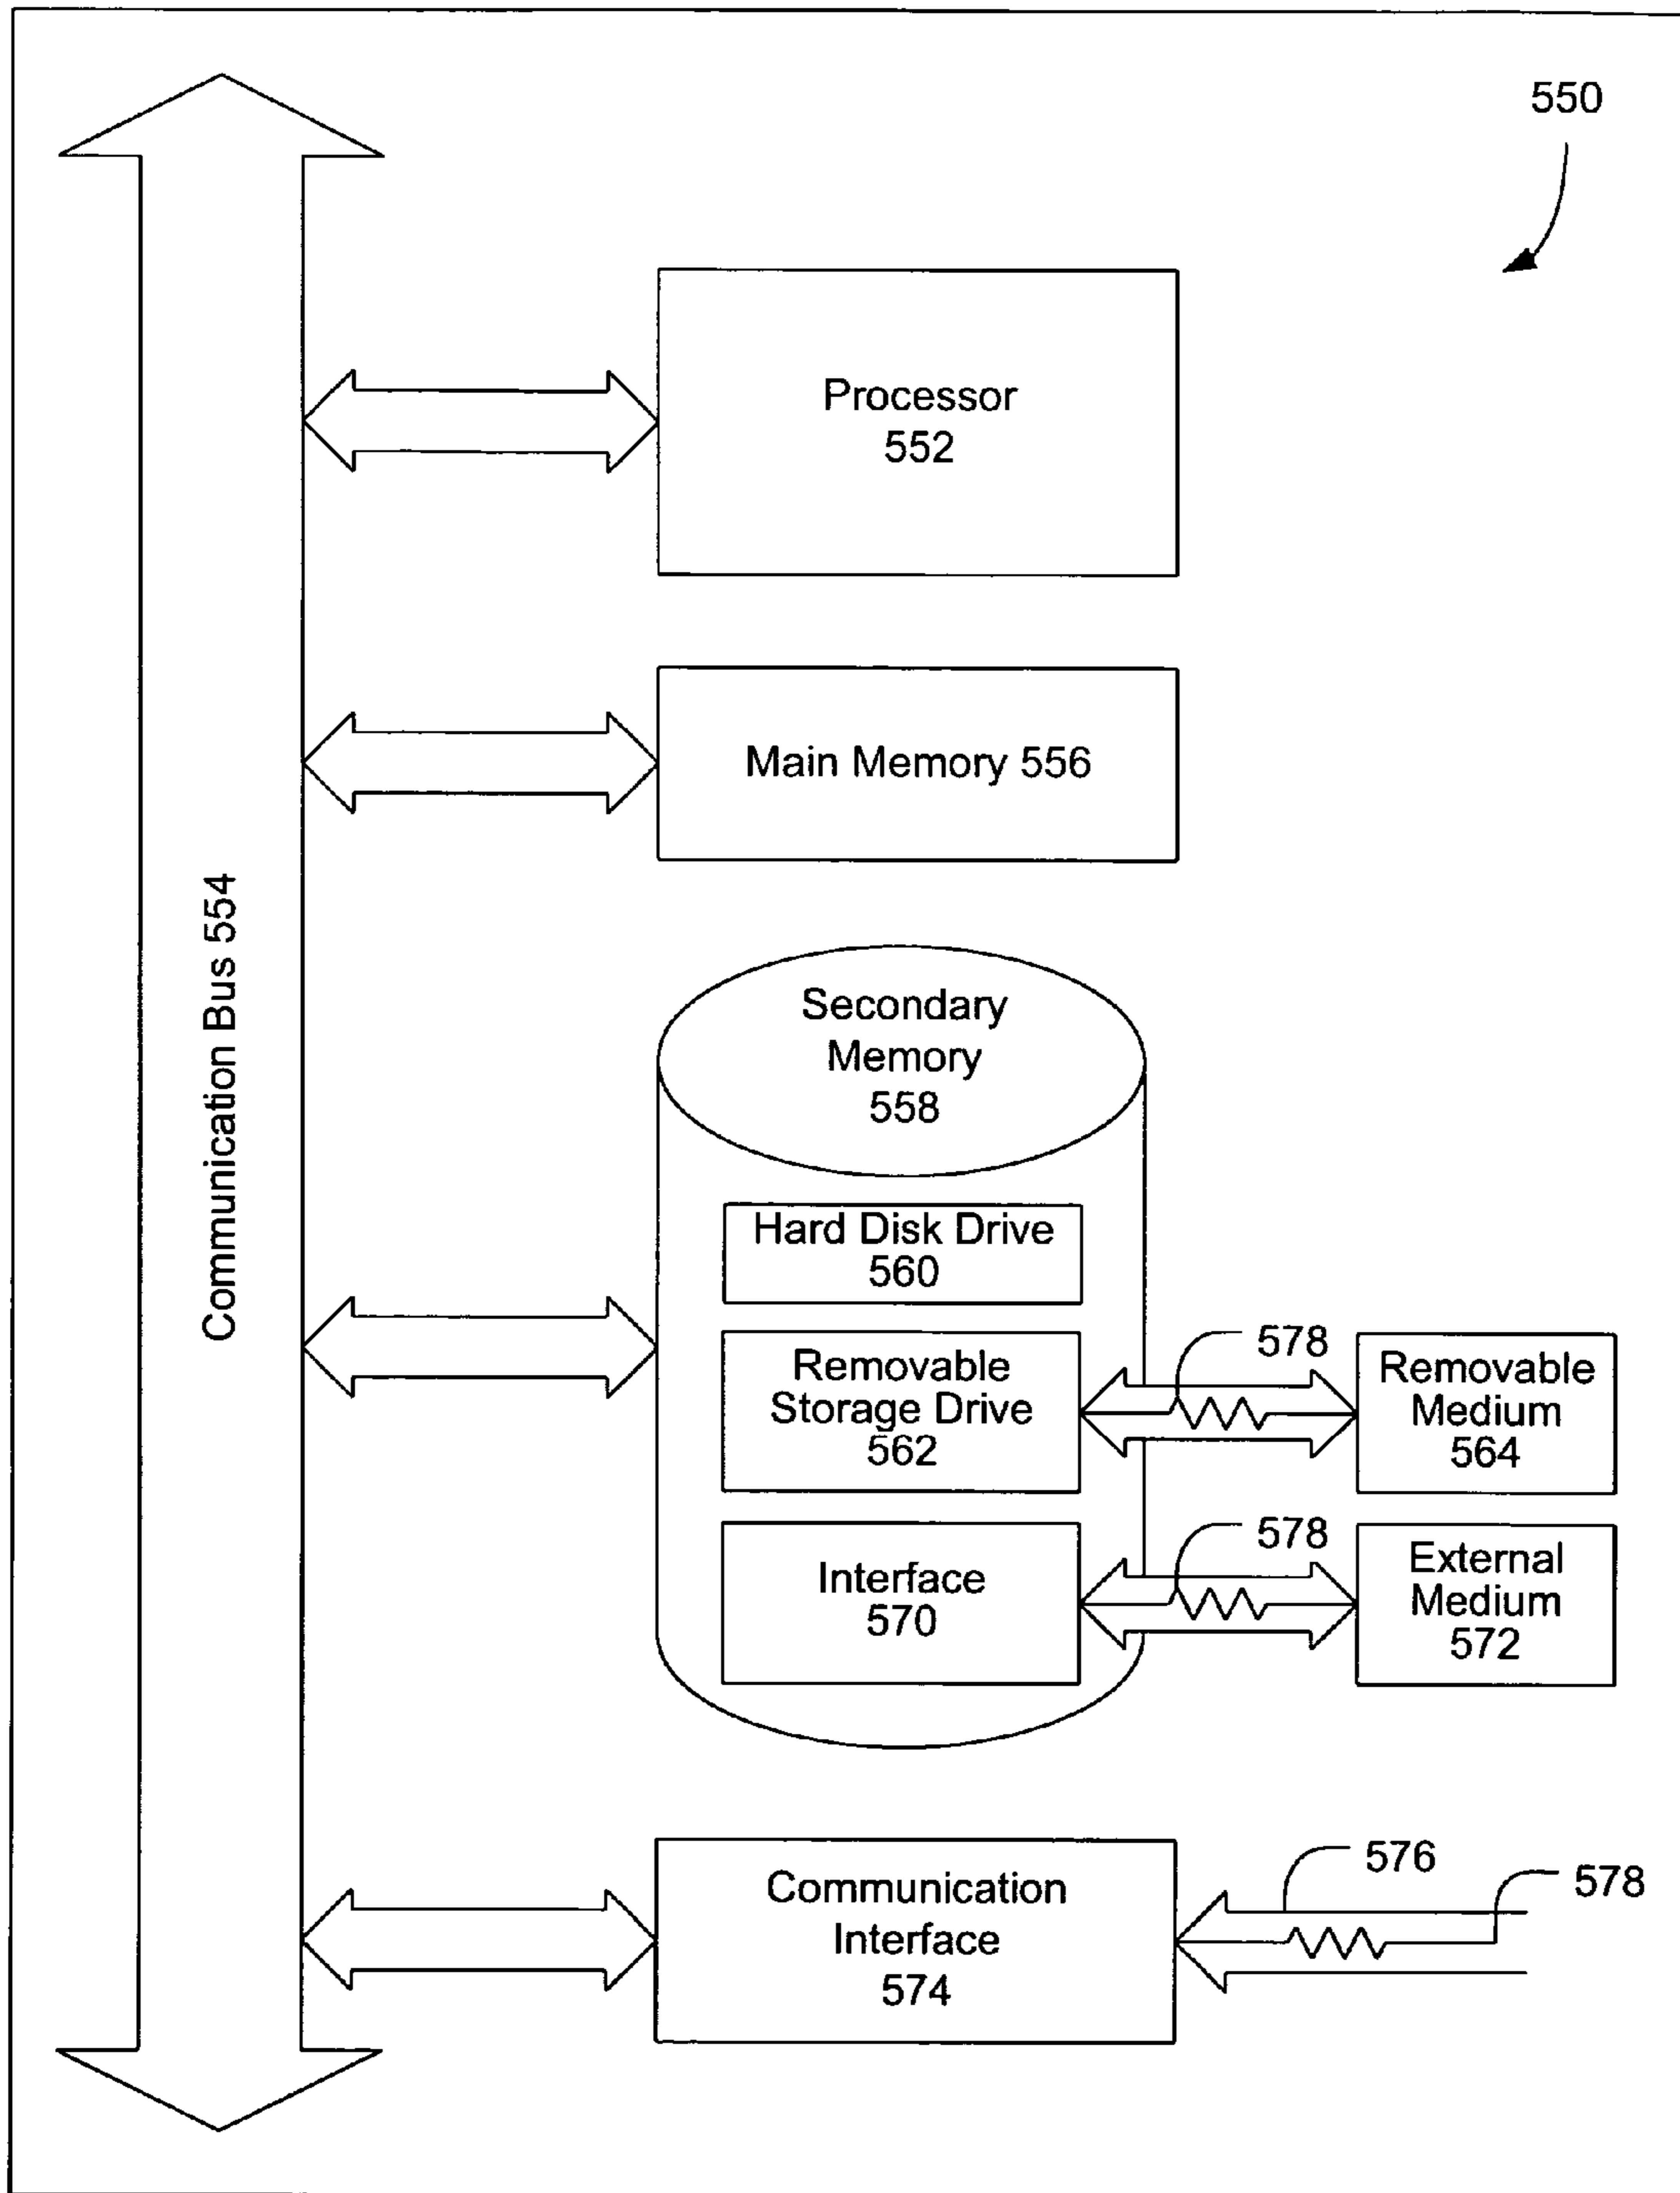 550
Processor
552
Main Memory 556
Communication Bus 554
Secondary
Memory
558
Hard Disk Drive
560
Removable
Storage Drive
562
578
Removable
Medium
564
Interface
570
578
External
Medium
572
Communication
Interface
574
576
578